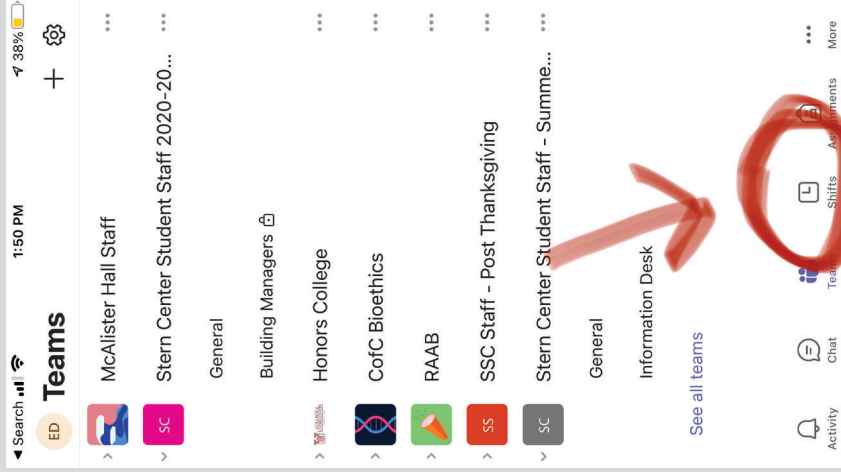 Search 1:50 PM 38%
ED Teams
McAlister Hall Staff
SC Stern Center Student Staff 2020-20...
General
Building Managers
Honors College
CofC Bioethics
RAAB
SS SSC Staff - Post Thanksgiving
SC Stern Center Student Staff - Summe...
General
Information Desk
See all teams
Activity Chat Teams Shifts Assignments More